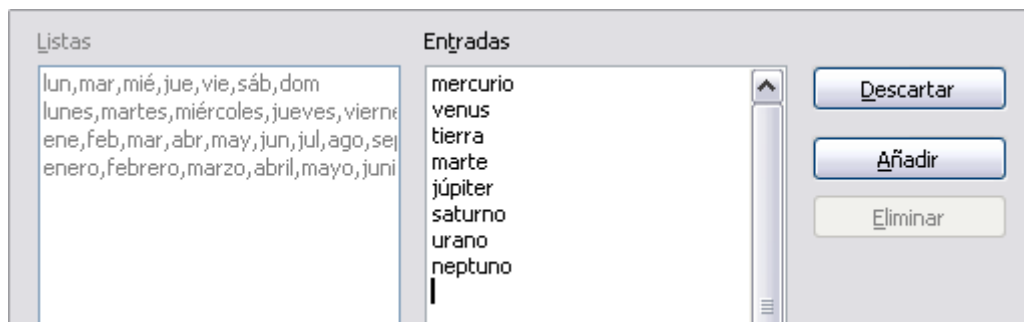 Listas
lun,mar,mié,jue,vie,sáb,dom
lunes,martes,miércoles,jueves,vierne
ene,feb,mar,abr,may,jun,jul,ago,sep
enero,febrero,marzo,abril,mayo,juni
Entradas
mercurio
venus
tierra
marte
júpiter
saturno
urano
neptuno
Descartar
Añadir
Eliminar